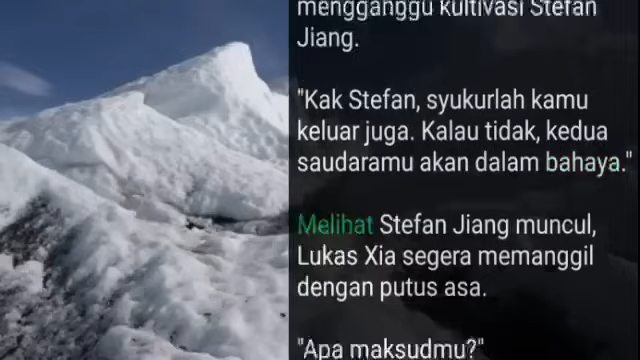 mengganggu kultivasi Stefan
Jiang.
"Kak Stefan, syukurlah kamu
keluar juga. Kalau tidak, kedua
saudaramu akan dalam bahaya."
Melihat Stefan Jiang muncul,
Lukas Xia segera memanggil
dengan putus asa.
"Apa maksudmu?"